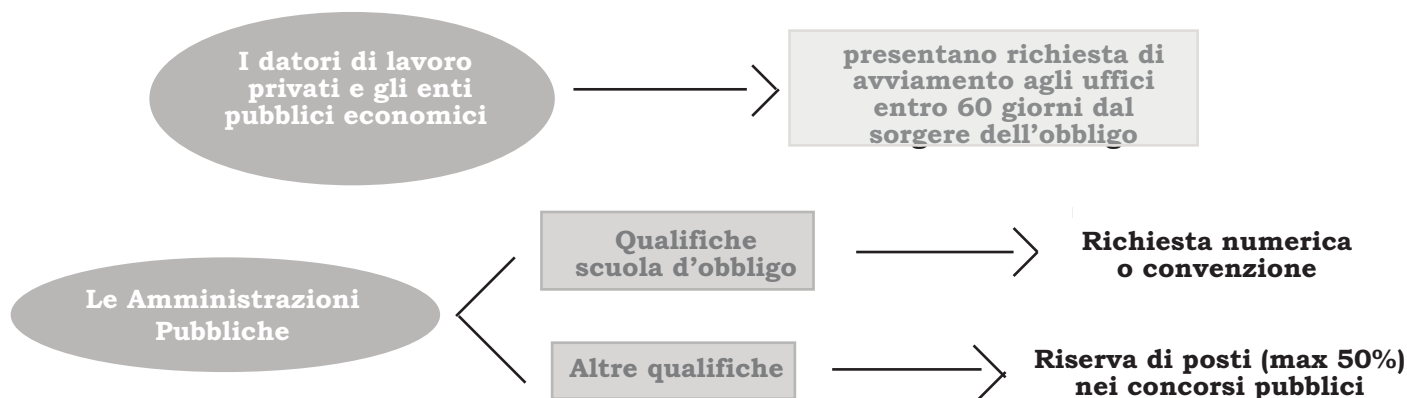 I datori di lavoro
privati e gli enti
pubblici economici
presentano richiesta di
avviamento agli uffici
entro 60 giorni dal
sorgere dell’obbligo
Le Amministrazioni
Pubbliche
Qualifiche
scuola d’obbligo
Richiesta numerica
o convenzione
Altre qualifiche
Riserva di posti (max 50%)
nei concorsi pubblici